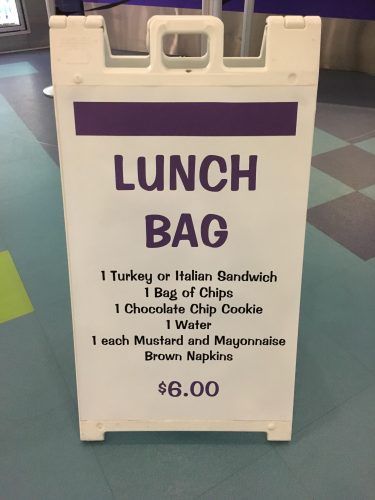 LUNCH
BAG
1 Turkey or Italian Sandwich
1 Bag of Chips
1 Chocolate Chip Cookie
1 Water
1 each Mustard and Mayonnaise
Brown Napkins
$6.00